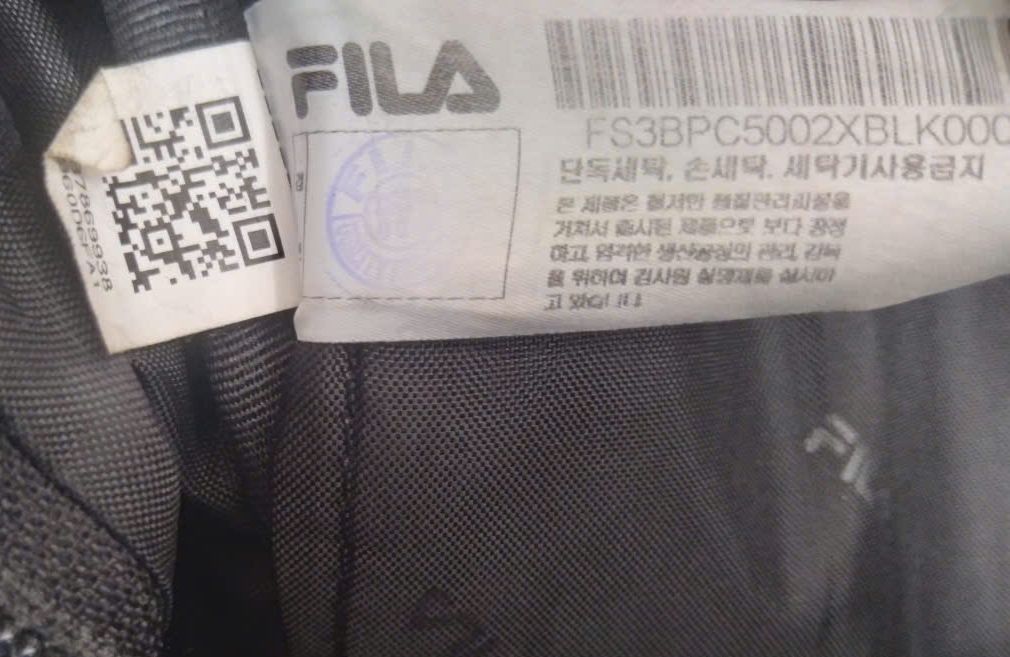 FILA
FS3BPC5002XBLK000
단독세탁, 손세탁, 세탁기사용금지
본 제품은 철저한 품질관리과정을
거쳐서 출시된 제품으로 보다 공정
하고 엄격한 생산공정의 관리, 감독
을 위하여 검사원 실명제를 실시하
고 있습니다
7869938
FIL